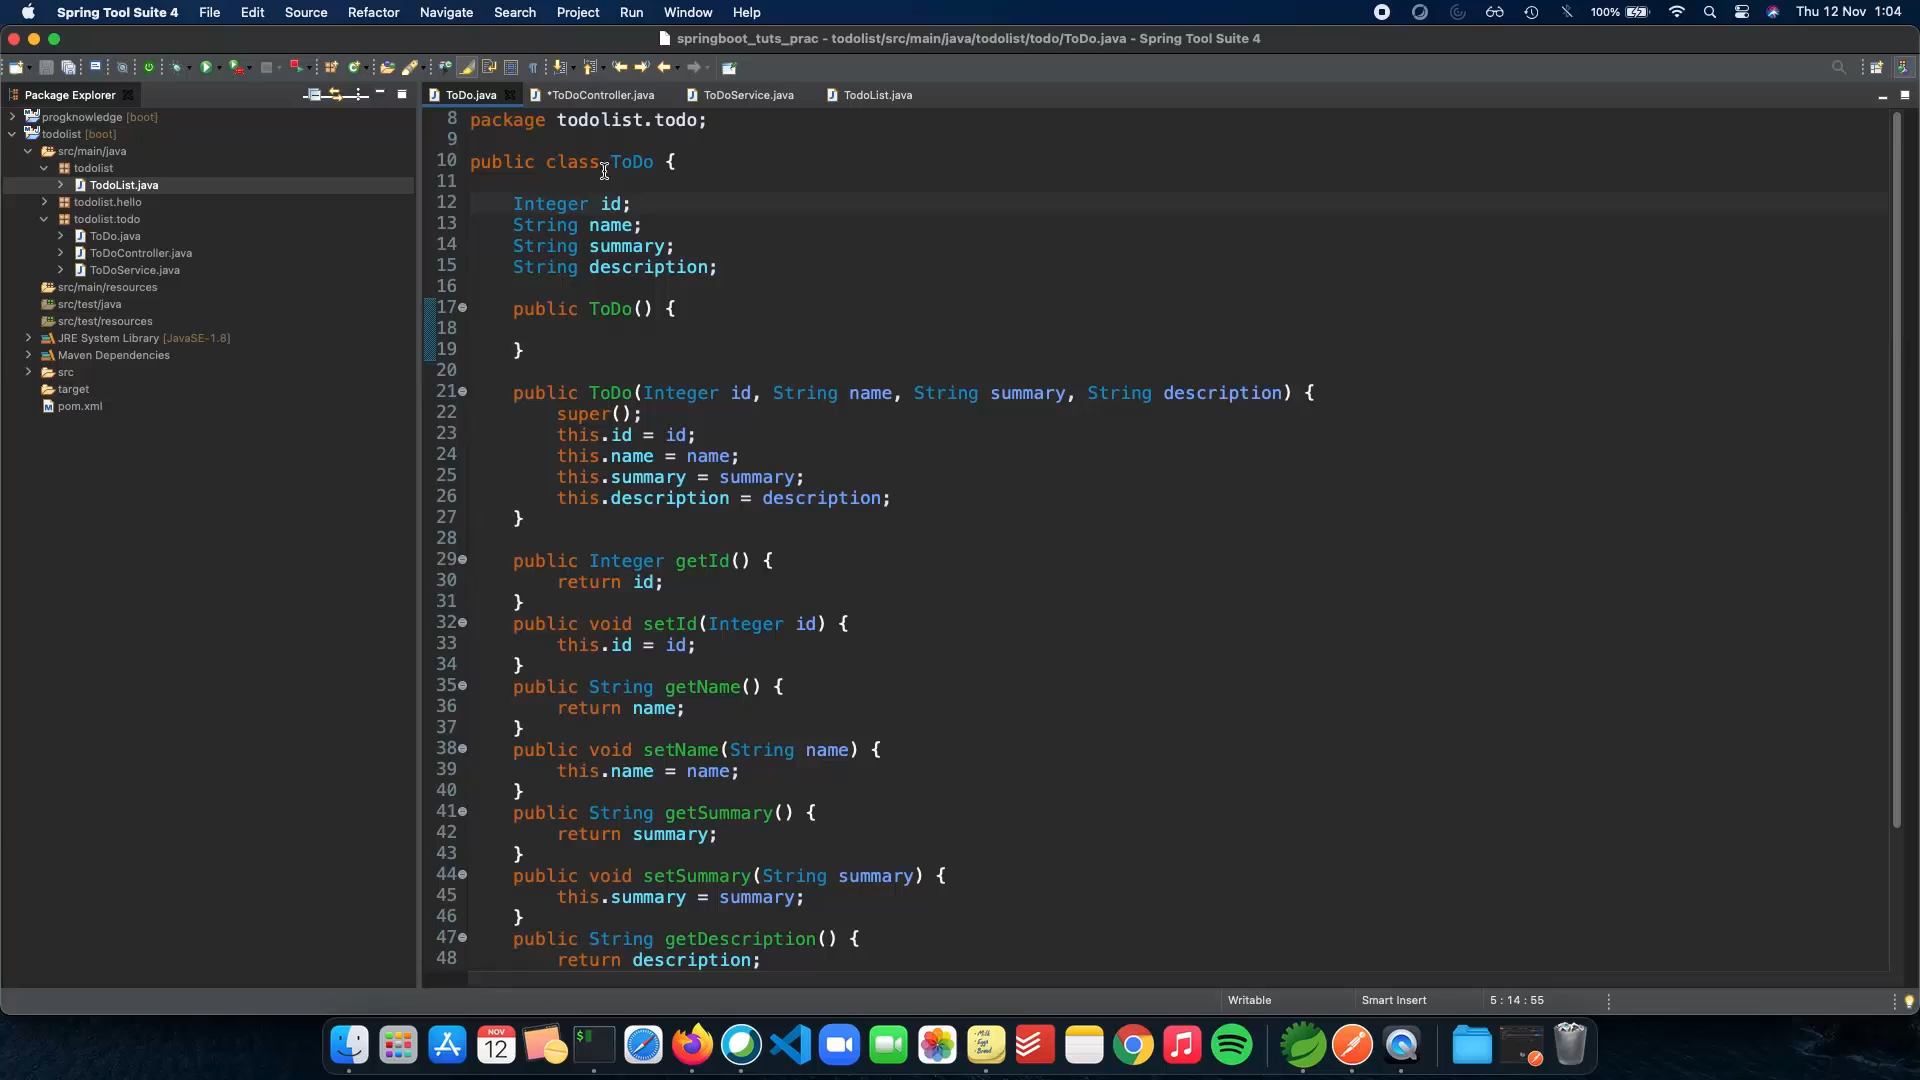 Spring Tool Suite 4 File Edit Source Refactor Navigate Search Project Run Window Help 100% Thu 12 Nov 1:04
springboot_tuts_prac - todolist/src/main/java/todolist/todo/ToDo.java - Spring Tool Suite 4
Package Explorer
progknowledge [boot]
todolist [boot]
src/main/java
todolist
TodoList.java
todolist.hello
todolist.todo
ToDo.java
ToDoController.java
ToDoService.java
src/main/resources
src/test/java
src/test/resources
JRE System Library [JavaSE-1.8]
Maven Dependencies
src
target
pom.xml
ToDo.java *ToDoController.java ToDoService.java TodoList.java
8 package todolist.todo;
9
10 public class ToDo {
11
12 Integer id;
13 String name;
14 String summary;
15 String description;
16
17 public ToDo() {
18
19 }
20
21 public ToDo(Integer id, String name, String summary, String description) {
22 super();
23 this.id = id;
24 this.name = name;
25 this.summary = summary;
26 this.description = description;
27 }
28
29 public Integer getId() {
30 return id;
31 }
32 public void setId(Integer id) {
33 this.id = id;
34 }
35 public String getName() {
36 return name;
37 }
38 public void setName(String name) {
39 this.name = name;
40 }
41 public String getSummary() {
42 return summary;
43 }
44 public void setSummary(String summary) {
45 this.summary = summary;
46 }
47 public String getDescription() {
48 return description;
Writable Smart Insert 5 : 14 : 55
NOV
12
$
Milk
Eggs
Bread